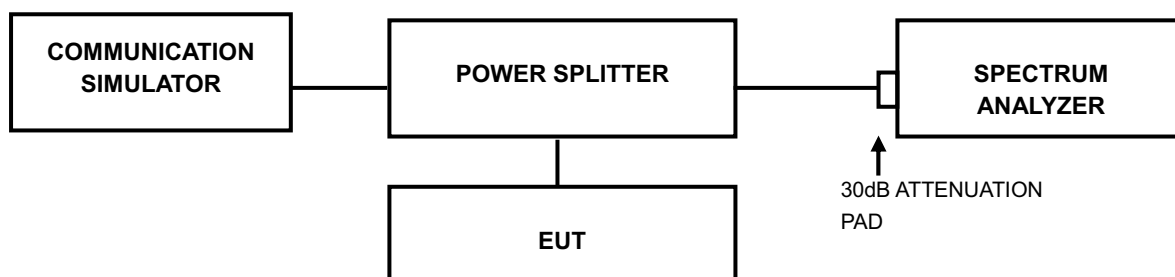 COMMUNICATION
SIMULATOR
POWER SPLITTER
SPECTRUM
ANALYZER
30dB ATTENUATION
PAD
EUT